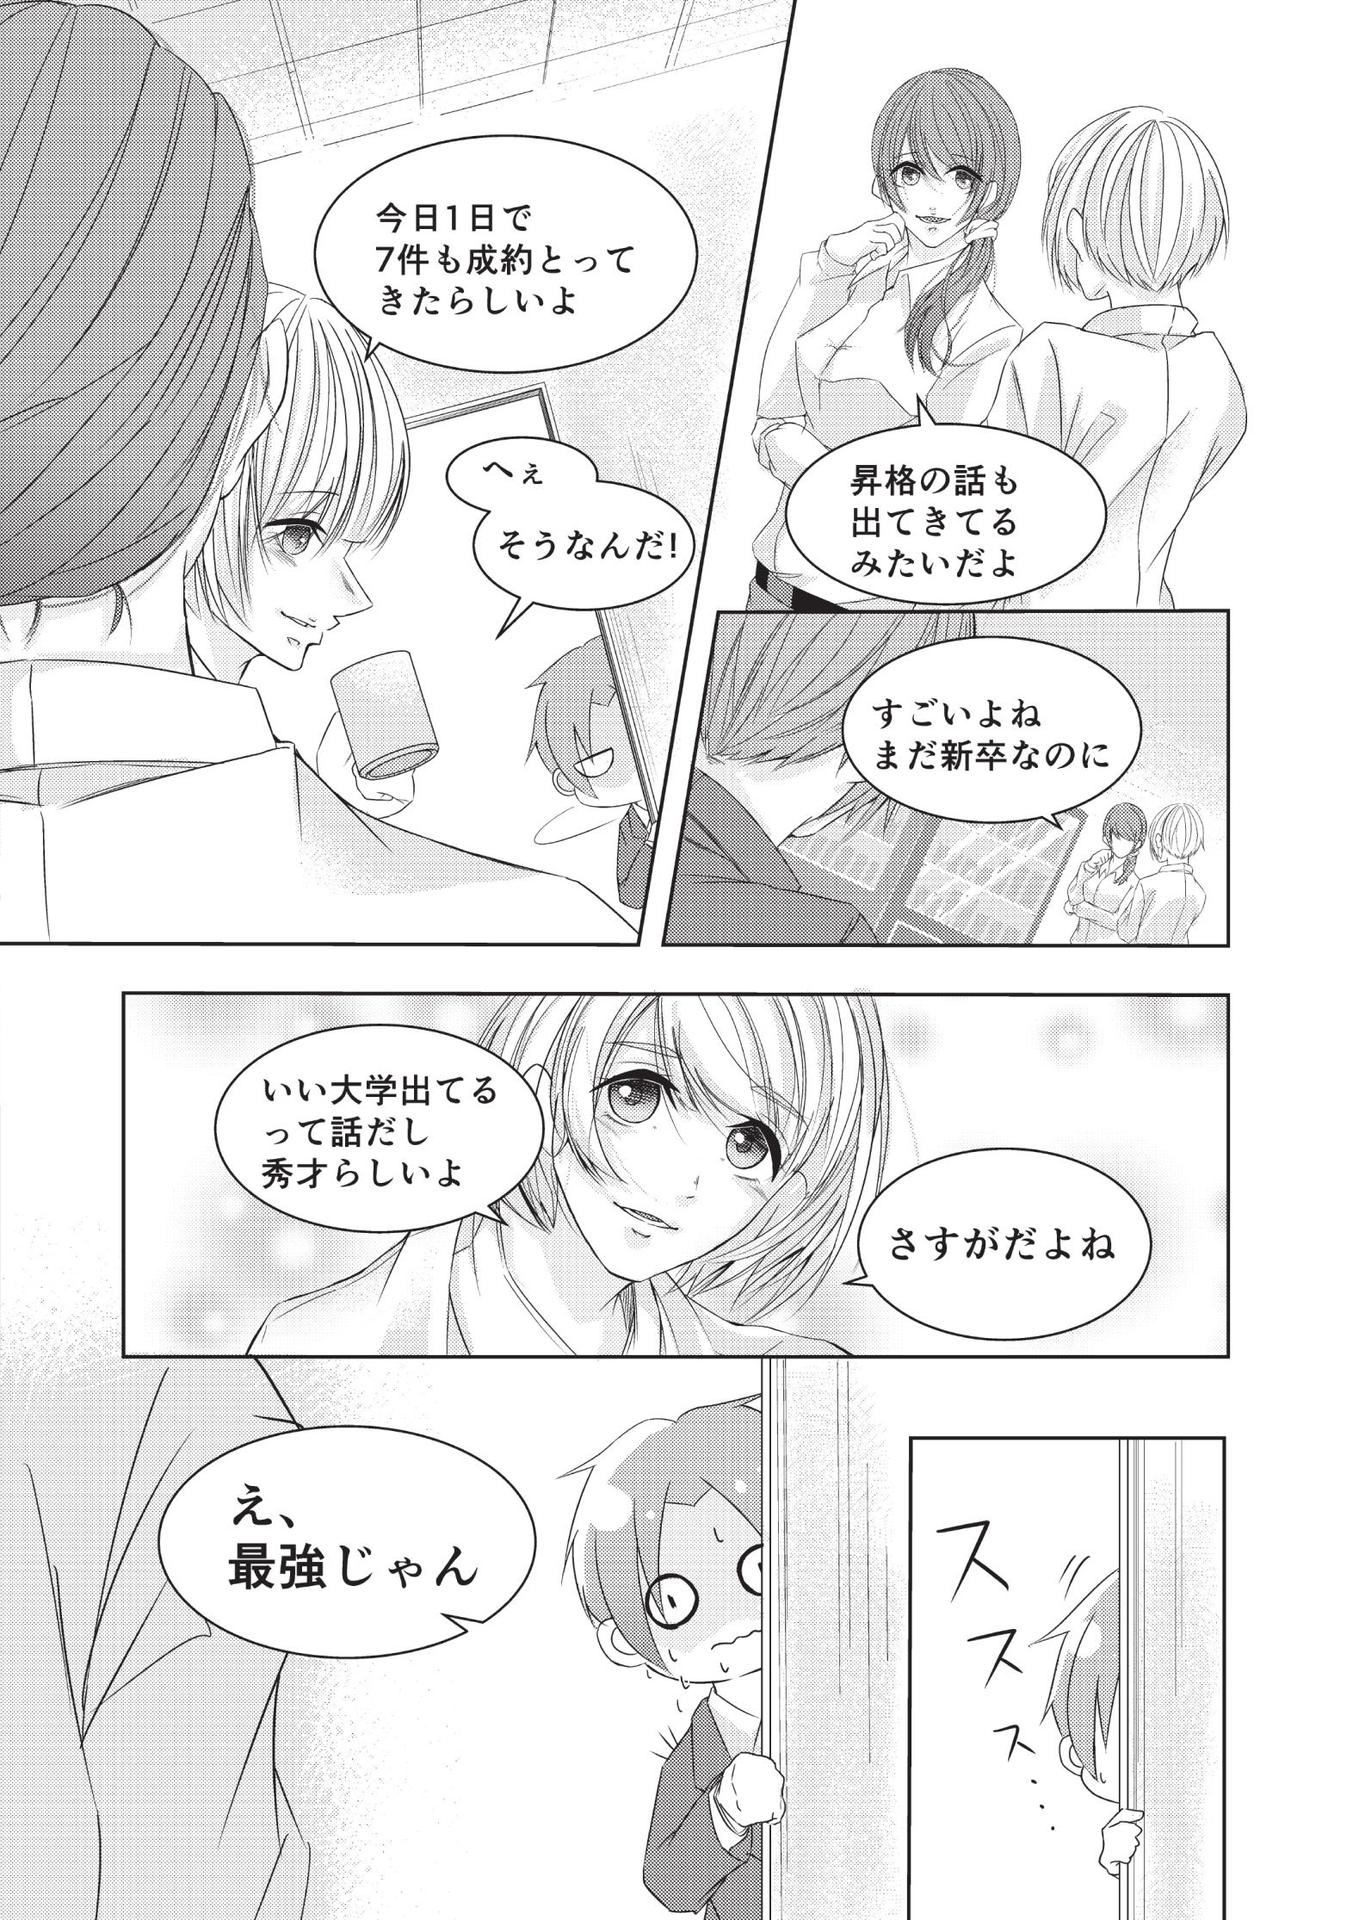 今日1日で
7件も成約とって
きたらしいよ
へぇ
そうなんだ!
昇格の話も
出てきてる
みたいだよ
すごいよね
まだ新卒なのに
いい大学出てる
って話だし
秀才らしいよ
さすがだよね
え、
最強じゃん
ス
ス
ス